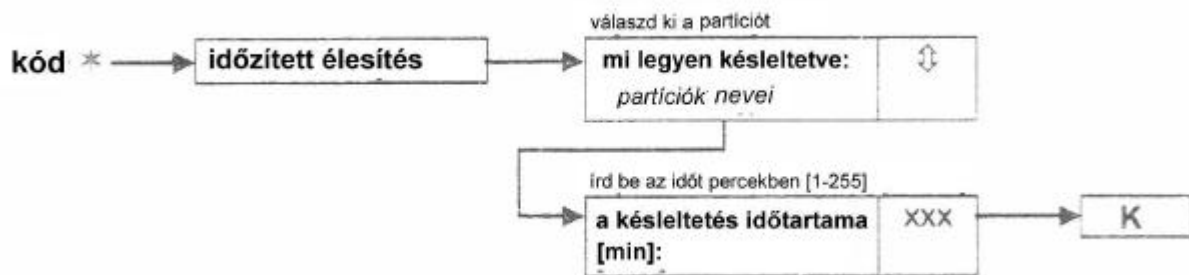 válaszd ki a partíciót
kód * időzített élesítés mi legyen késleltetve: ⇕
partíciók nevei
írd be az időt percekben [1-255]
a késleltetés időtartama XXX K
[min]: